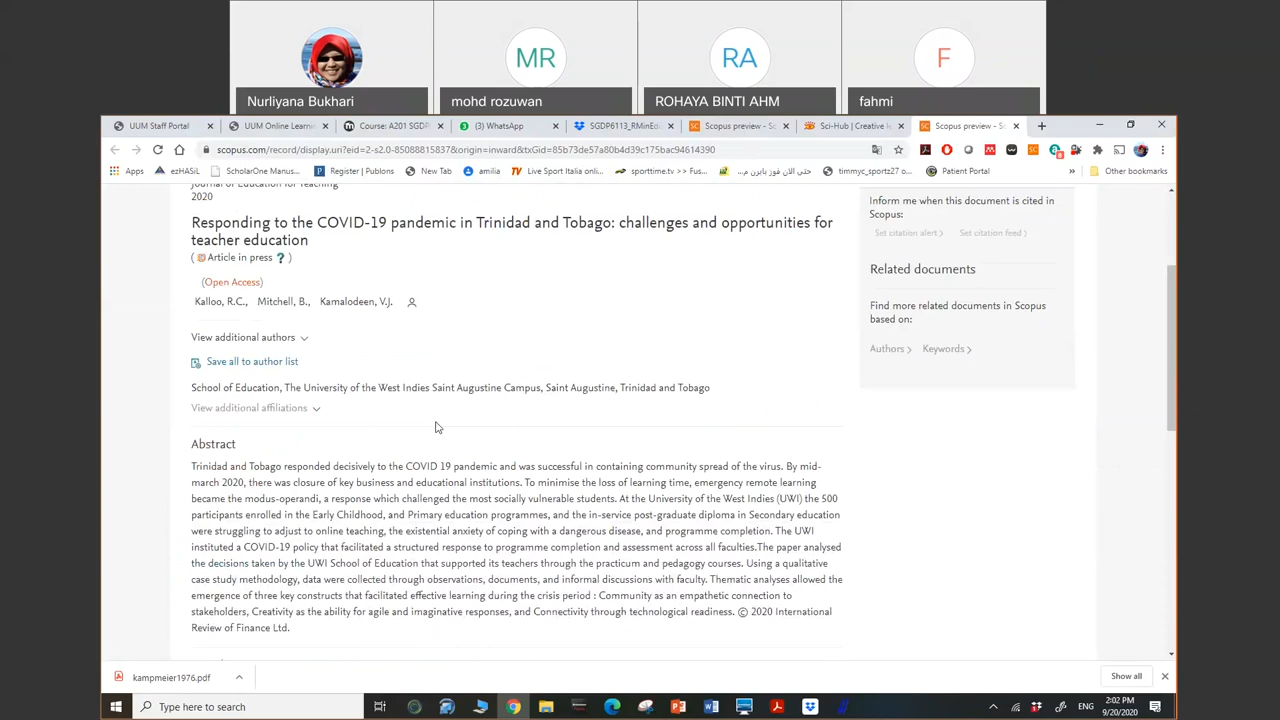 MR
RA
F
Nurliyana Bukhari
mohd rozuwan
ROHAYA BINTI AHM
fahmi
UUM Staff Portal
UUM Online Learni
Course: A201 SGDP
(3) WhatsApp
SGDP6113_RMinEdu
Scopus preview - Sc
Sci-Hub | Creative k
Scopus preview - Sc
scopus.com/record/display.uri?eid=2-s2.0-85088815837&origin=inward&txGid=85b73de57a80b4d39c175bac94614390
Apps
ezHASiL
ScholarOne Manus...
Register | Publons
New Tab
amilia
Live Sport Italia onli...
sporttime.tv >> Fus...
حتى الان فوز بايرن م...
timmyc_sportz27 o...
Patient Portal
»
Other bookmarks
Journal of Education for Teaching
2020
Responding to the COVID-19 pandemic in Trinidad and Tobago: challenges and opportunities for
teacher education
( Article in press ? )
(Open Access)
Kalloo, R.C., Mitchell, B., Kamalodeen, V.J.
View additional authors
Save all to author list
School of Education, The University of the West Indies Saint Augustine Campus, Saint Augustine, Trinidad and Tobago
View additional affiliations
Abstract
Trinidad and Tobago responded decisively to the COVID 19 pandemic and was successful in containing community spread of the virus. By mid-
march 2020, there was closure of key business and educational institutions. To minimise the loss of learning time, emergency remote learning
became the modus-operandi, a response which challenged the most socially vulnerable students. At the University of the West Indies (UWI) the 500
participants enrolled in the Early Childhood, and Primary education programmes, and the in-service post-graduate diploma in Secondary education
were struggling to adjust to online teaching, the existential anxiety of coping with a dangerous disease, and programme completion. The UWI
instituted a COVID-19 policy that facilitated a structured response to programme completion and assessment across all faculties.The paper analysed
the decisions taken by the UWI School of Education that supported its teachers through the practicum and pedagogy courses. Using a qualitative
case study methodology, data were collected through observations, documents, and informal discussions with faculty. Thematic analyses allowed the
emergence of three key constructs that facilitated effective learning during the crisis period : Community as an empathetic connection to
stakeholders, Creativity as the ability for agile and imaginative responses, and Connectivity through technological readiness. © 2020 International
Review of Finance Ltd.
Inform me when this document is cited in
Scopus:
Set citation alert
Set citation feed
Related documents
Find more related documents in Scopus
based on:
Authors
Keywords
kampmeier1976.pdf
Show all
Type here to search
ENG
2:02 PM
9/20/2020